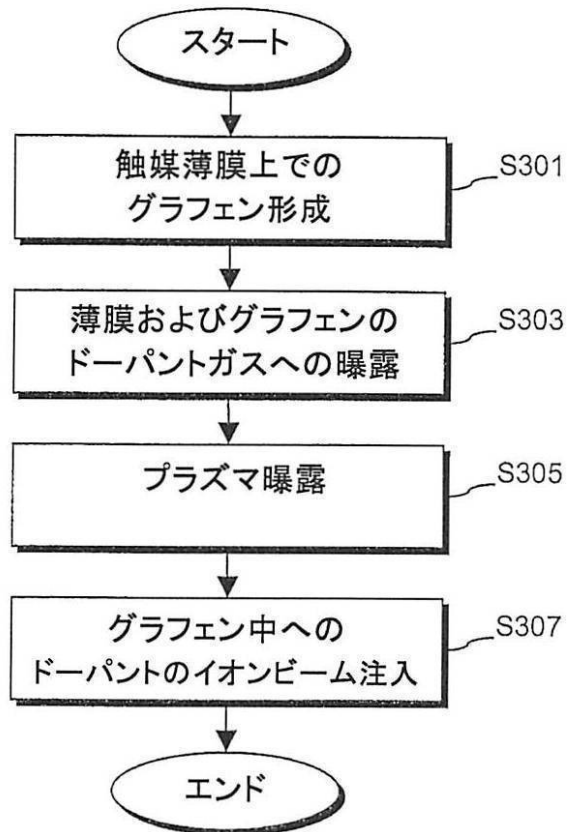 スタート
触媒薄膜上での
グラフェン形成
S301
薄膜およびグラフェンの
ドーパントガスへの曝露
S303
プラズマ曝露
S305
グラフェン中への
ドーパントのイオンビーム注入
S307
エンド